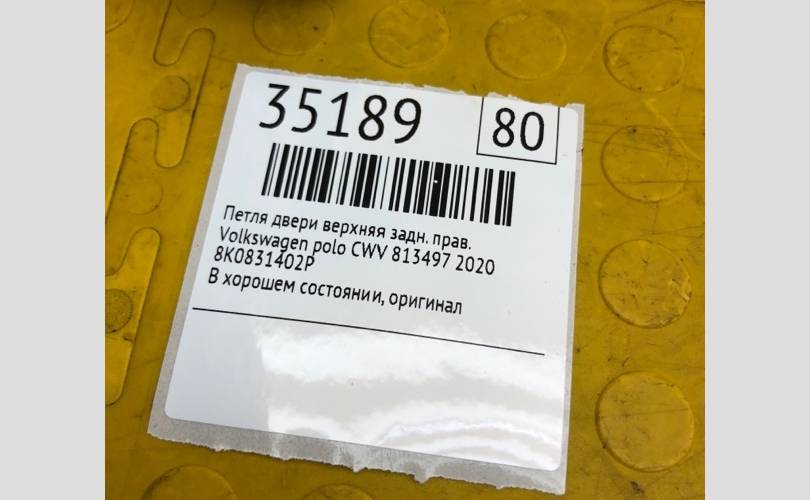 35189
80
Петля двери верхняя задн. прав.
Volkswagen polo CWV 813497 2020
8K0831402P
В хорошем состоянии, оригинал